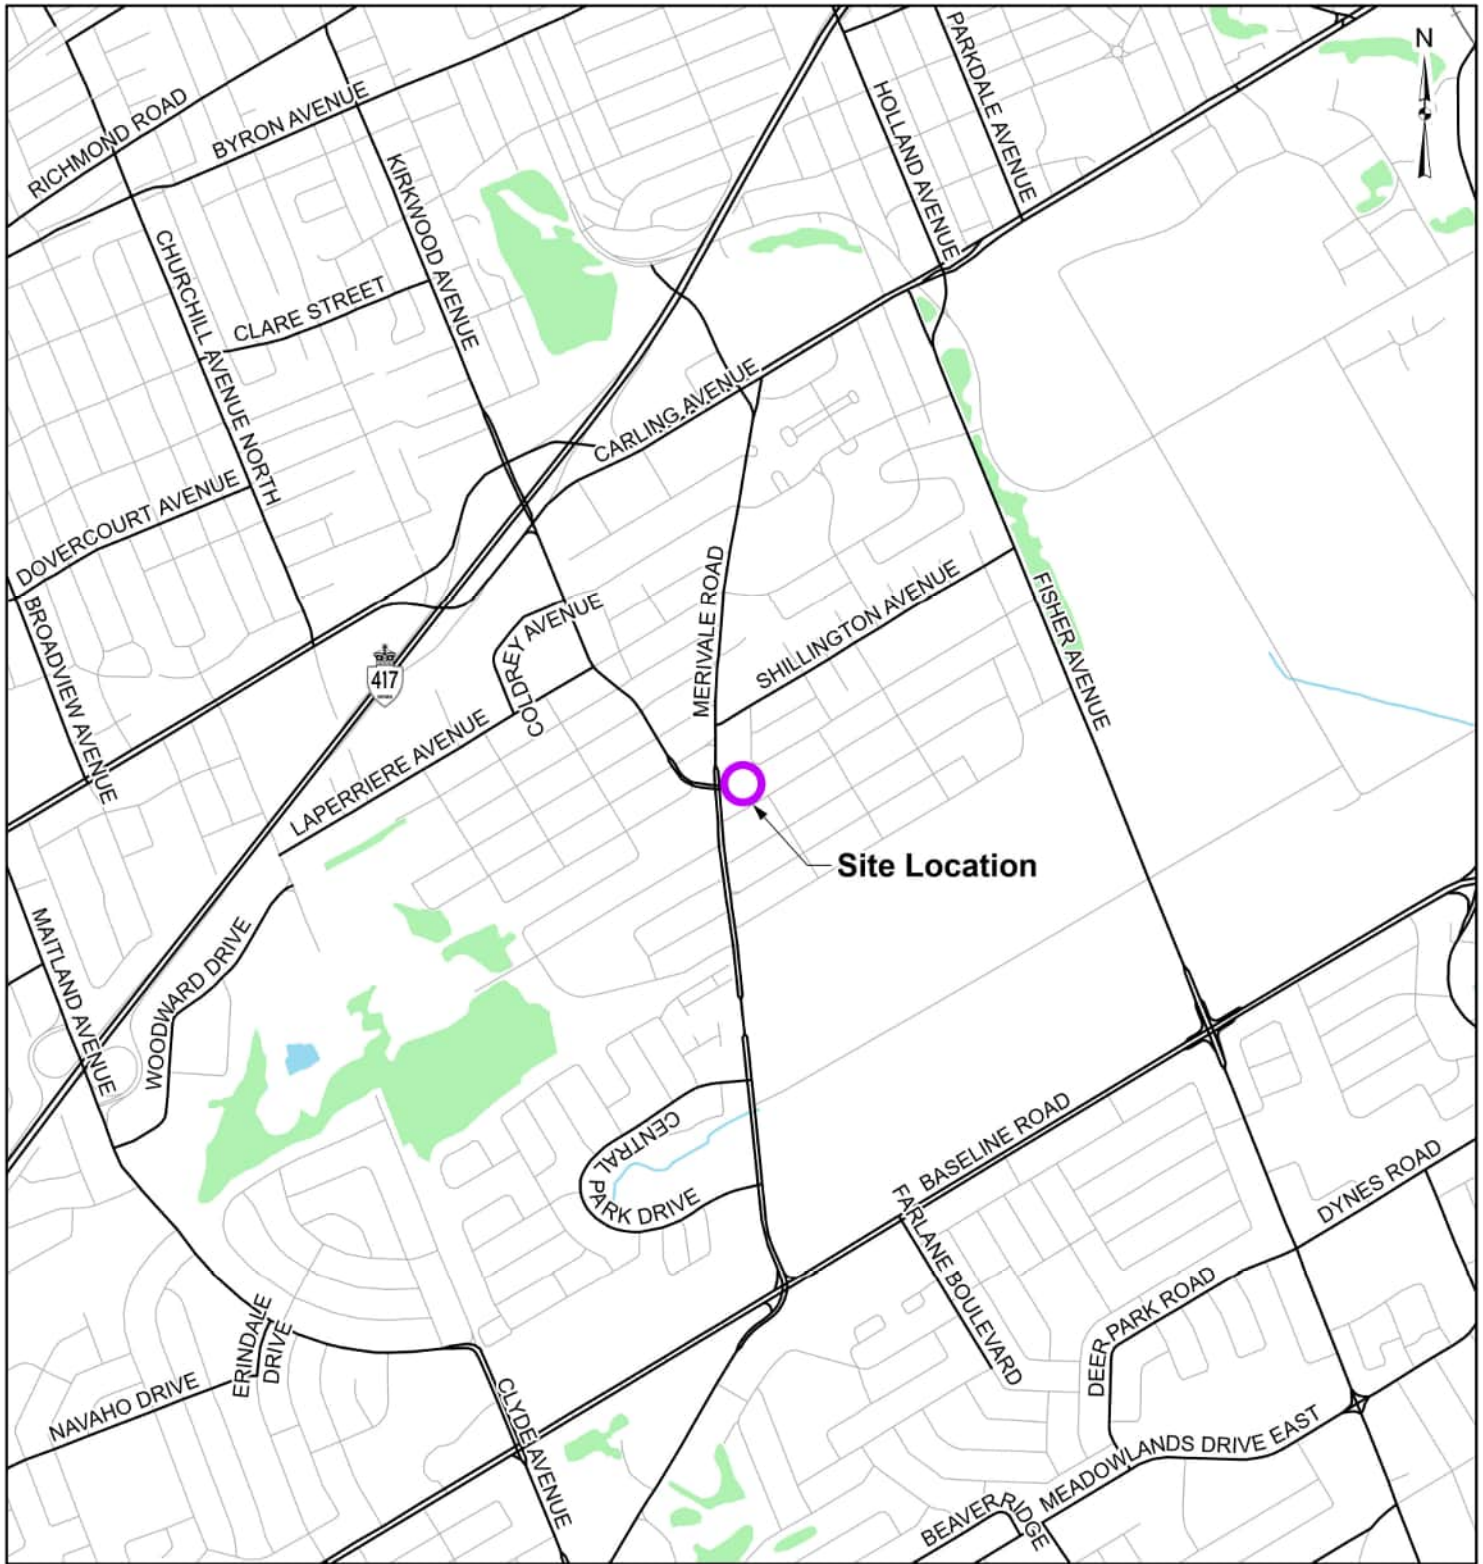 N
PARKDALE AVENUE
HOLLAND AVENUE
RICHMOND ROAD
BYRON AVENUE
KIRKWOOD AVENUE
CHURCHILL AVENUE NORTH
CLARE STREET
CARLING AVENUE
DOVERCOURT AVENUE
BROADVIEW AVENUE
MERIVALE ROAD
SHILLINGTON AVENUE
FISHER AVENUE
COLDREY AVENUE
417
LAPERRIERE AVENUE
Site Location
MAITLAND AVENUE
WOODWARD DRIVE
CENTRAL
PARK DRIVE
BASELINE ROAD
FARLANE BOULEVARD
DYNES ROAD
DEER PARK ROAD
ERINDALE
DRIVE
NAVAHO DRIVE
CLYDE AVENUE
MEADOWLANDS DRIVE EAST
BEAVER RIDGE